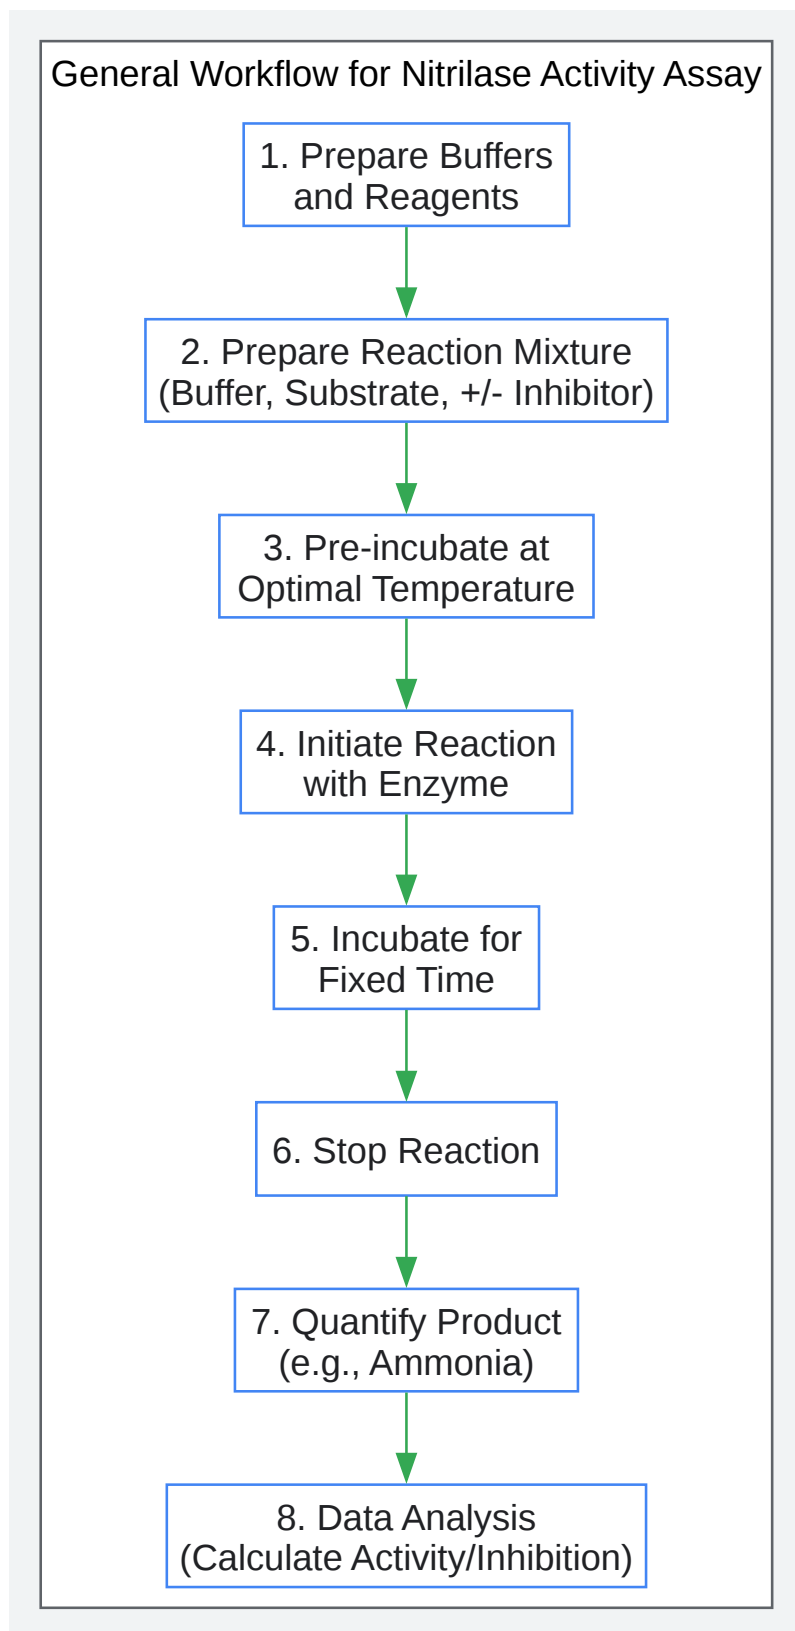 General Workflow for Nitrilase Activity Assay
1. Prepare Buffers
and Reagents
2. Prepare Reaction Mixture
(Buffer, Substrate, +/- Inhibitor)
3. Pre-incubate at
Optimal Temperature
4. Initiate Reaction
with Enzyme
5. Incubate for
Fixed Time
6. Stop Reaction
7. Quantify Product
(e.g., Ammonia)
8. Data Analysis
(Calculate Activity/Inhibition)